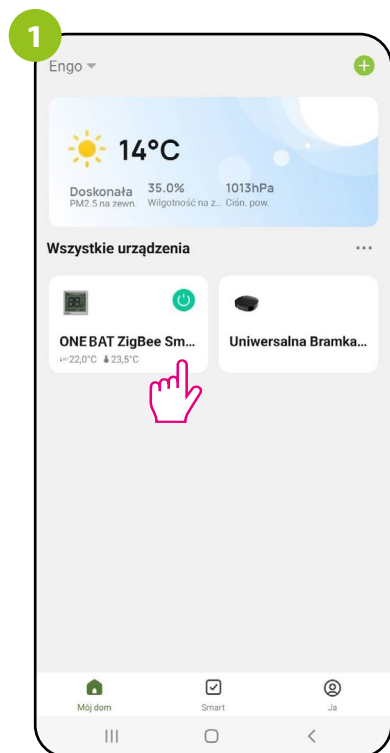 1
Engo
14°C
Doskonała 35.0% 1013hPa
PM2.5 na zewn. Wilgotność na z... Ciśn. pow.
Wszystkie urządzenia
ONE BAT ZigBee Sm... Uniwersalna Bramka...
22,0°C 23,5°C
Mój dom Smart Ja